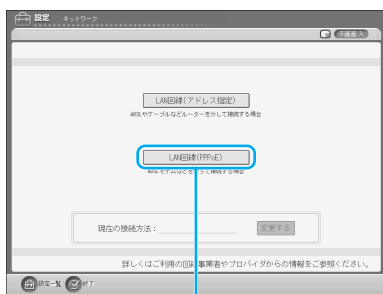 設定 ネットワーク
子画面入
LAN回線(アドレス指定)
ADSLやケーブルなどルーターを介して接続する場合
LAN回線(PPPoE)
ADSLモデムなどを使って接続する場合
現在の接続方法：
変更する
詳しくはご利用の回線事業者やプロバイダからの情報をご参照ください。
設定一覧 終了